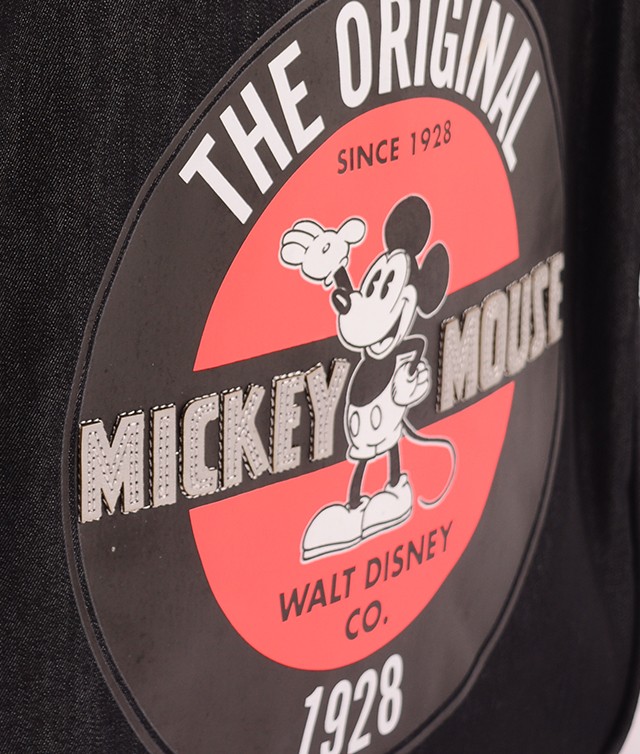 THE ORIGINAL
SINCE 1928
MICKEY MOUSE
WALT DISNEY
CO.
1928